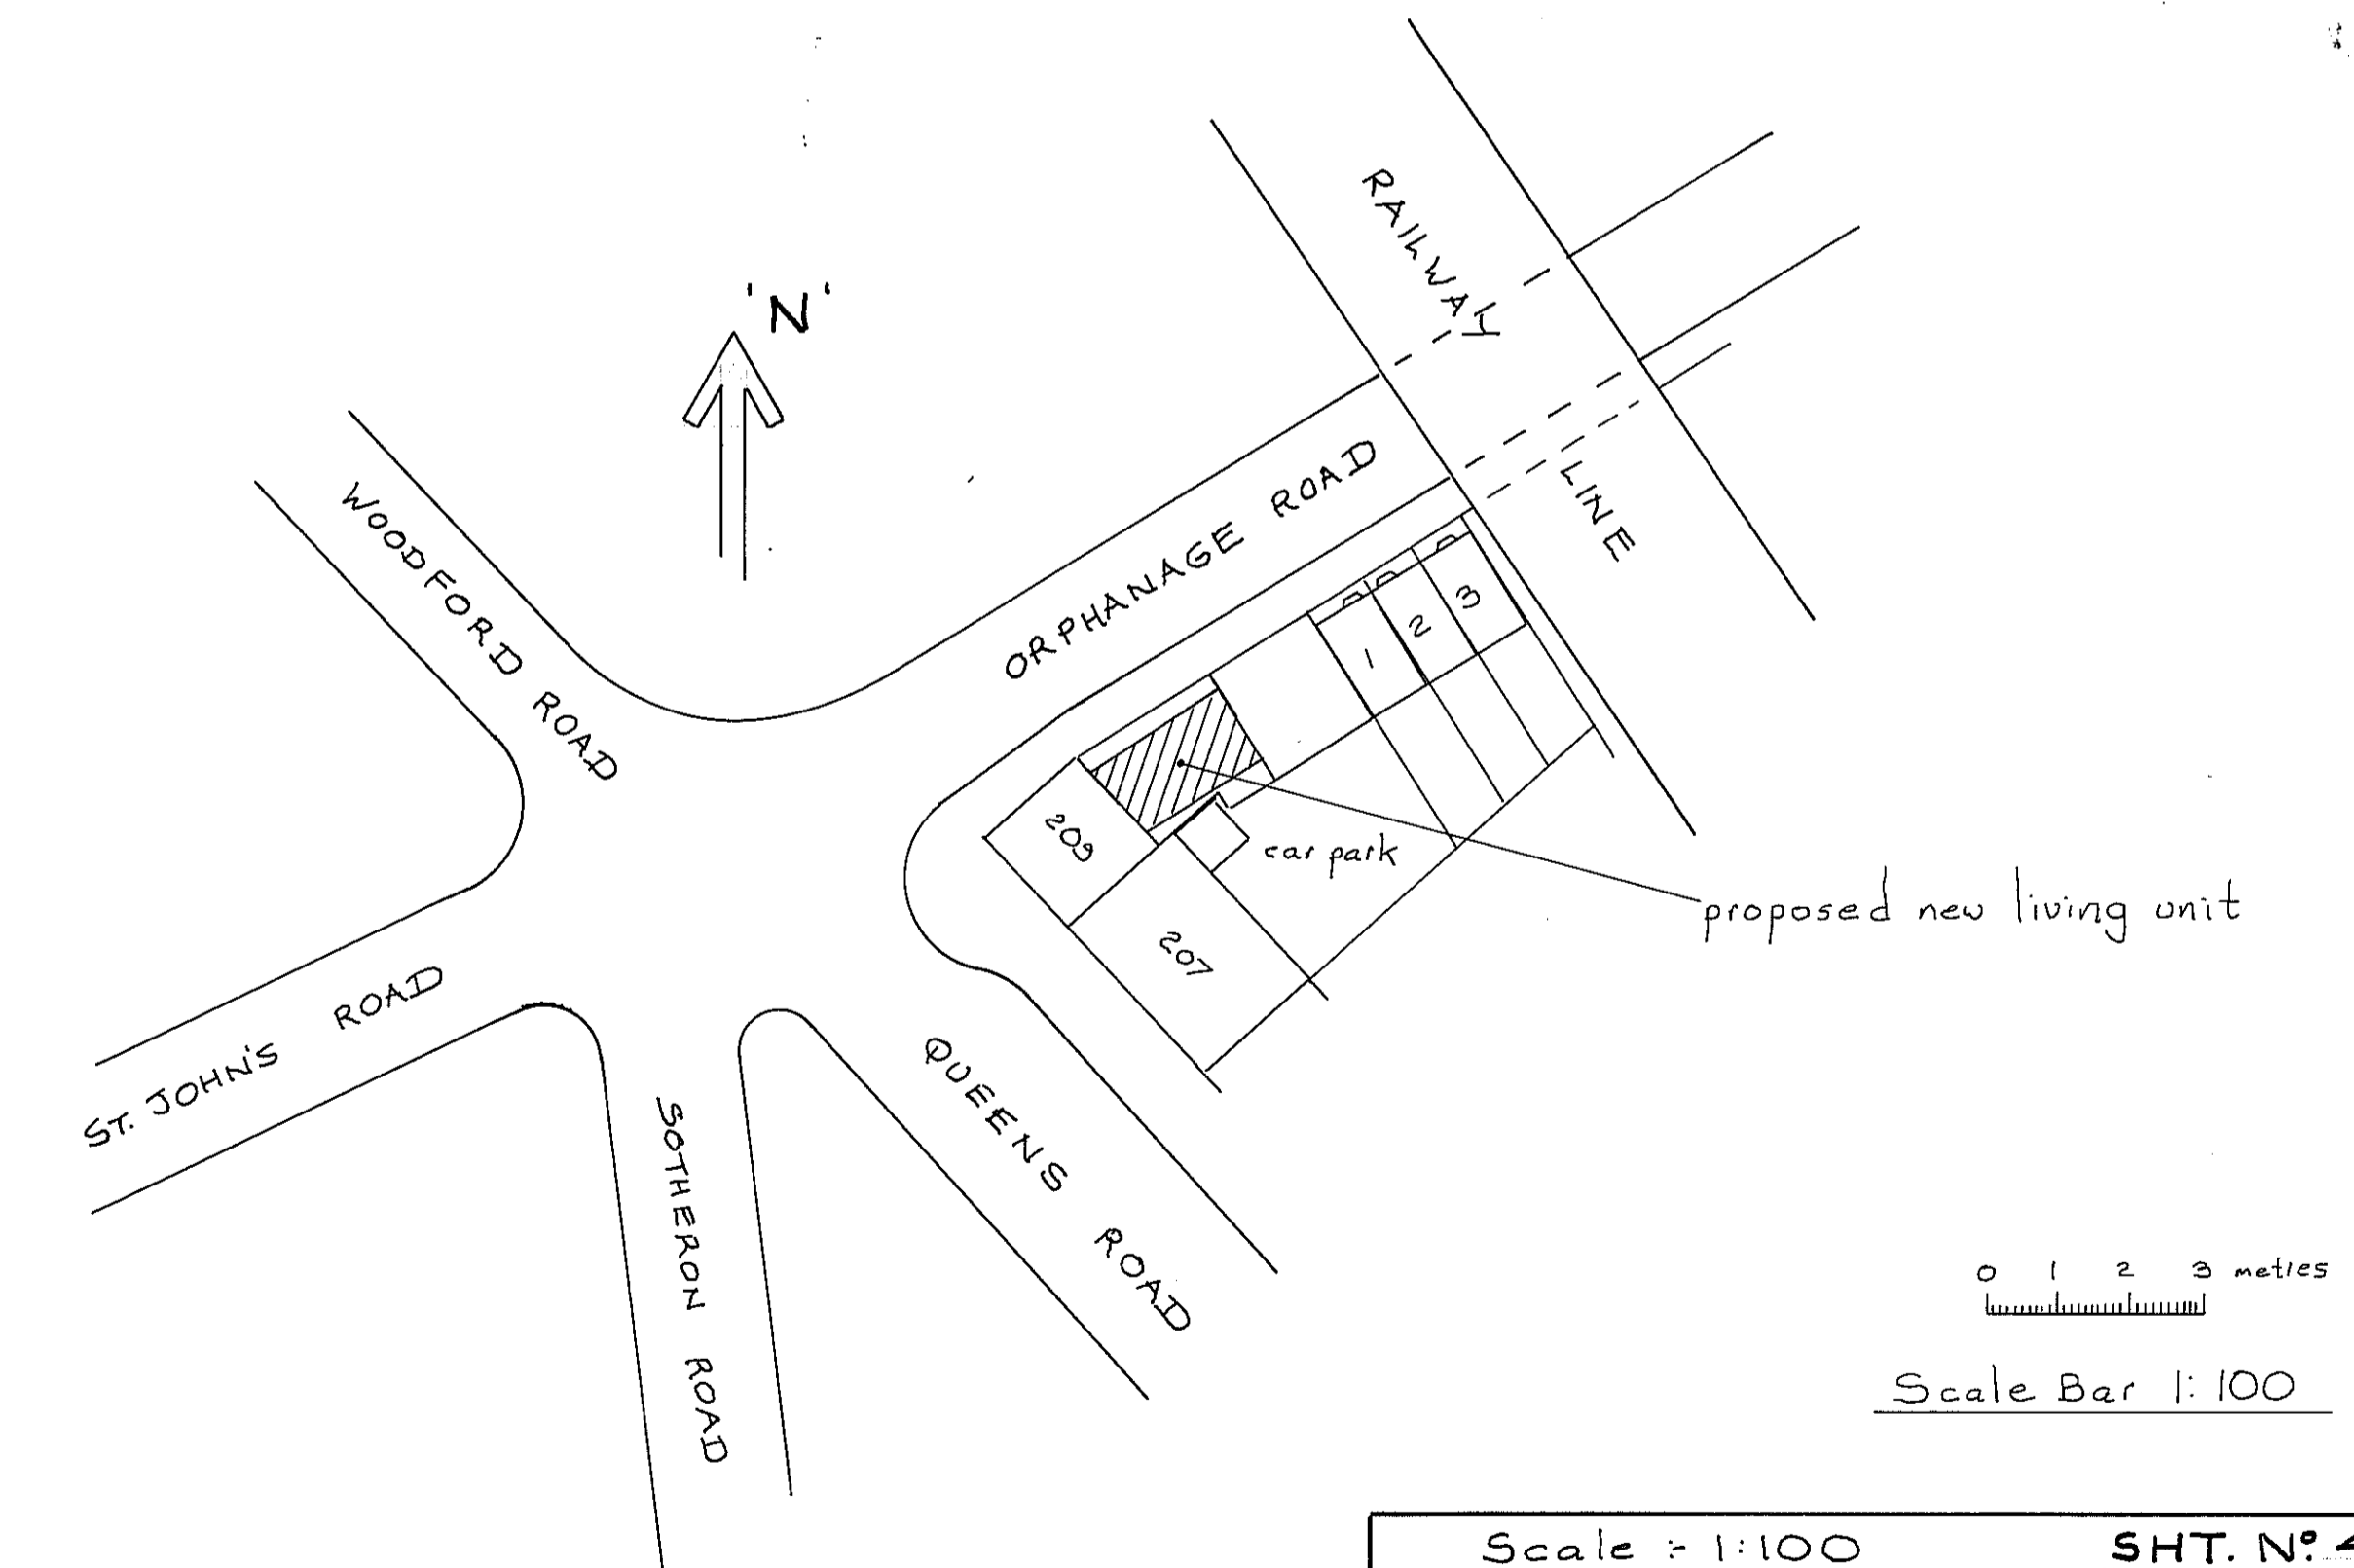 'N'
RAILWAY LINE
WOODFORD ROAD
ORPHANAGE ROAD
1
2
3
209
car park
207
proposed new living unit
ST. JOHN'S ROAD
SOTHERON ROAD
QUEENS ROAD
0 1 2 3 metres
Scale Bar 1:100
Scale :- 1:100
SHT. Nº